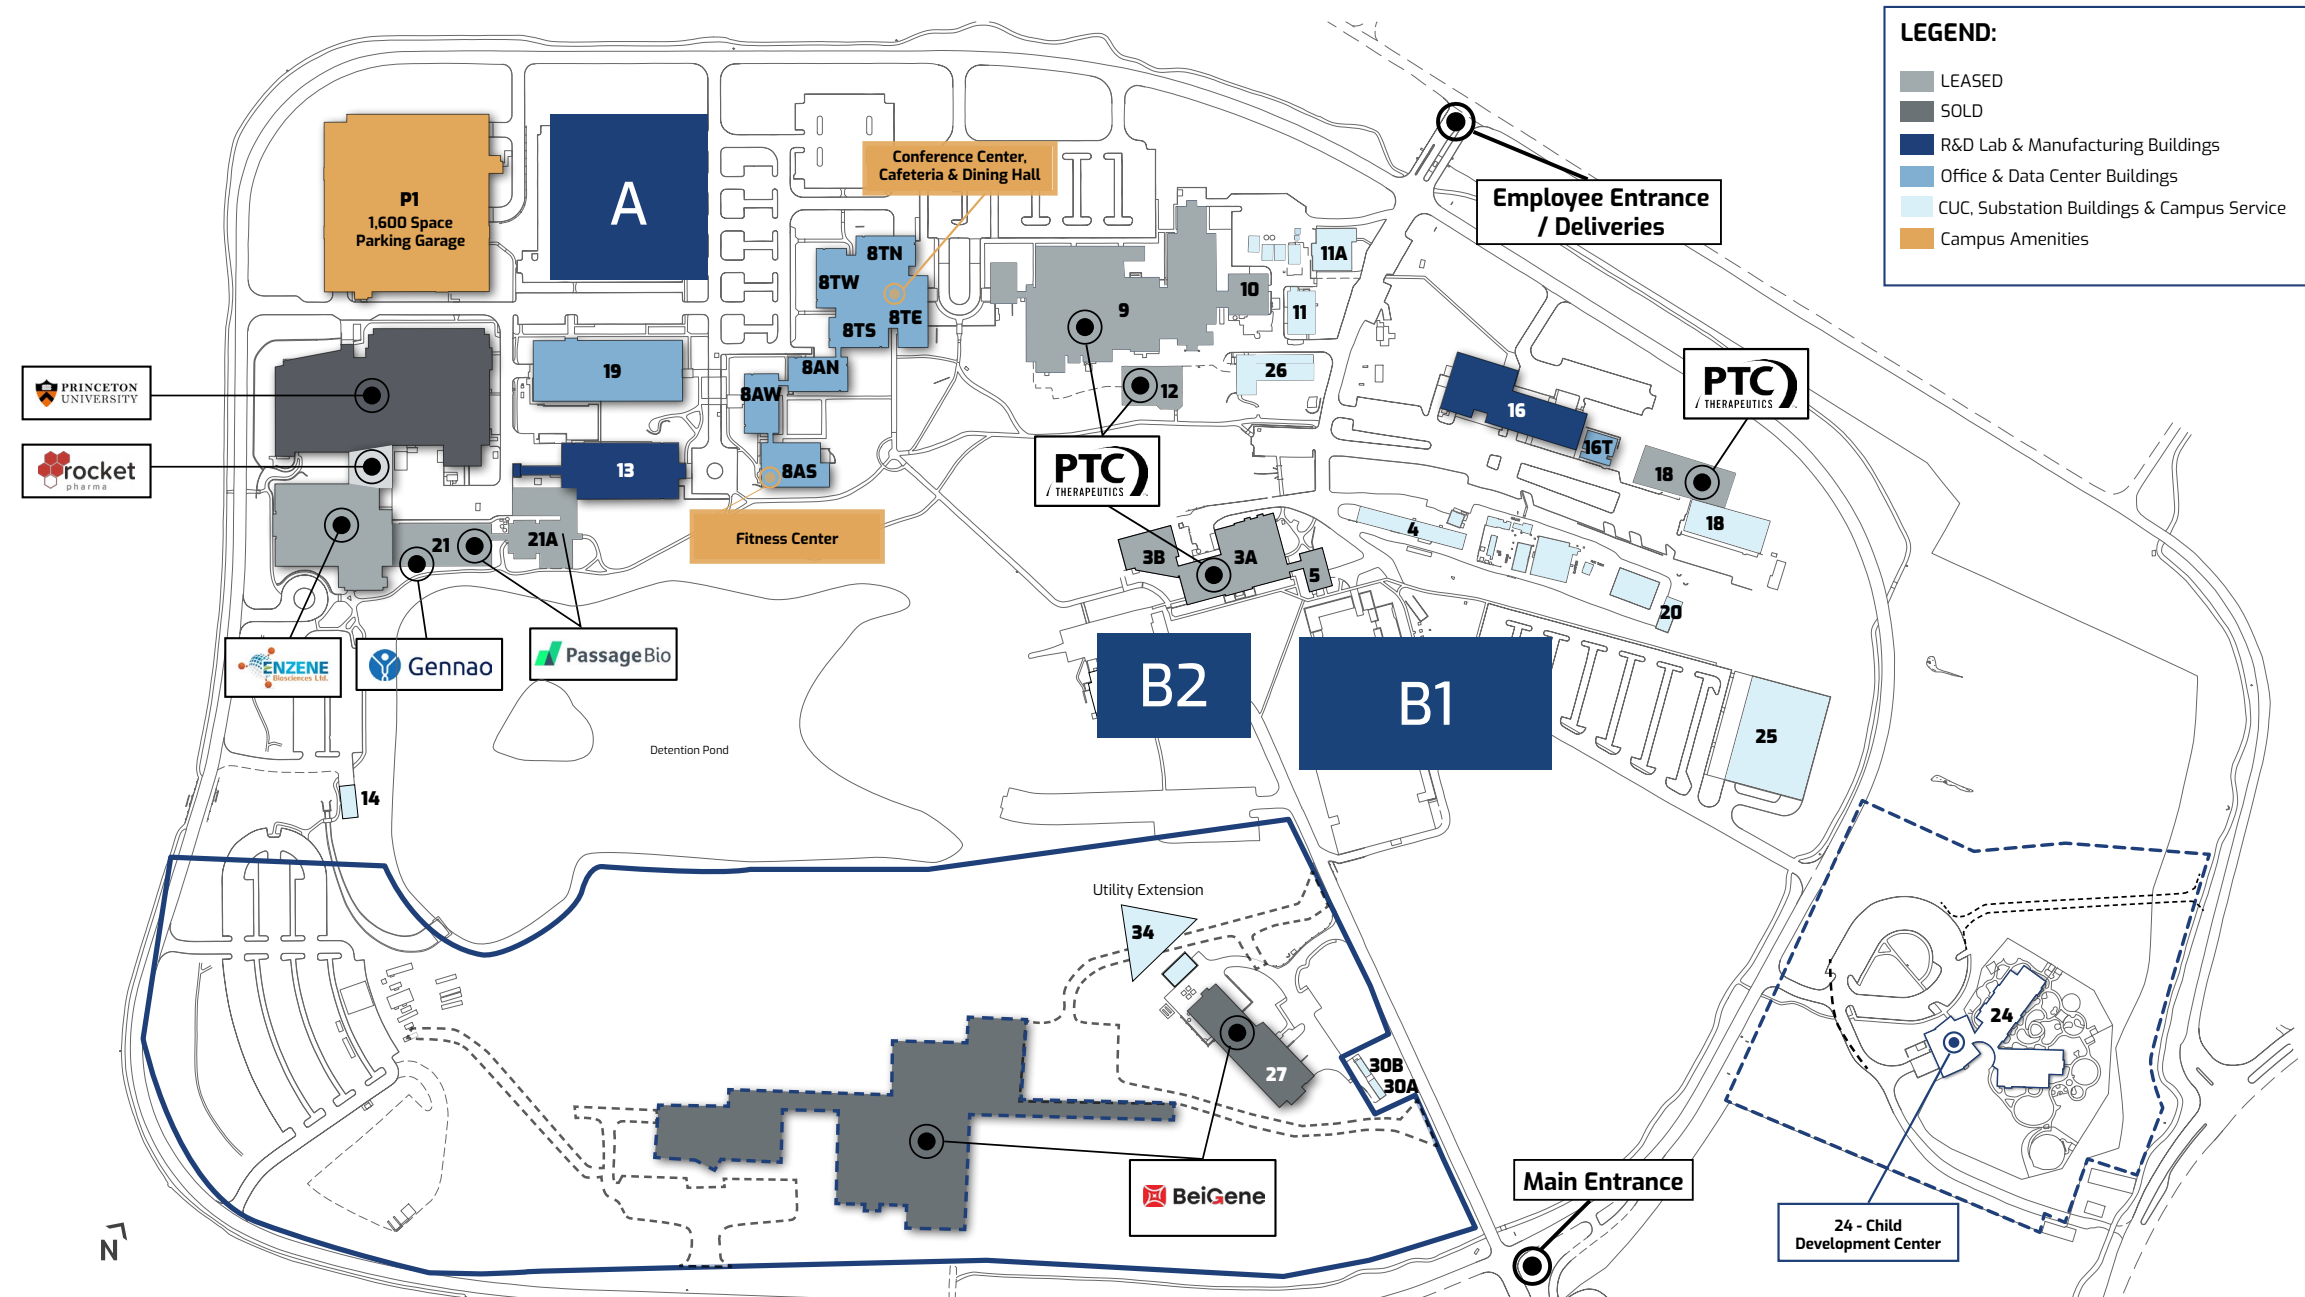 LEGEND:
LEASED
SOLD
R&D Lab & Manufacturing Buildings
Office & Data Center Buildings
CUC, Substation Buildings & Campus Service
Campus Amenities
Employee Entrance
/ Deliveries
P1
1,600 Space
Parking Garage
A
Conference Center,
Cafeteria & Dining Hall
8TN
8TW
8TE
8TS
8AN
8AW
8AS
9
10
11A
11
12
26
19
13
PRINCETON
UNIVERSITY
rocket
pharma
21
21A
Fitness Center
PTC
THERAPEUTICS
PTC
THERAPEUTICS
16
16T
18
18
3B
3A
5
4
20
B2
B1
25
ENZENE
Biosciences Ltd.
Gennao
PassageBio
Detention Pond
14
Utility Extension
34
27
30B
30A
24
BeiGene
Main Entrance
24 - Child
Development Center
N